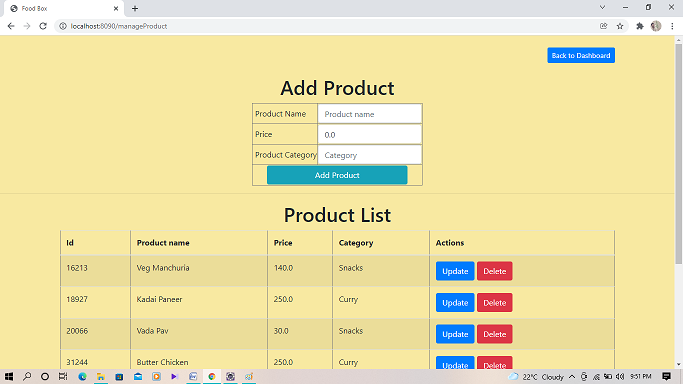 Food Box
localhost:8090/manageProduct
Back to Dashboard
Add Product
Product Name Product name
Price 0.0
Product Category Category
Add Product
Product List
Id Product name Price Category Actions
16213 Veg Manchuria 140.0 Snacks Update Delete
18927 Kadai Paneer 250.0 Curry Update Delete
20066 Vada Pav 30.0 Snacks Update Delete
31244 Butter Chicken 250.0 Curry Update Delete
22°C Cloudy 9:51 PM